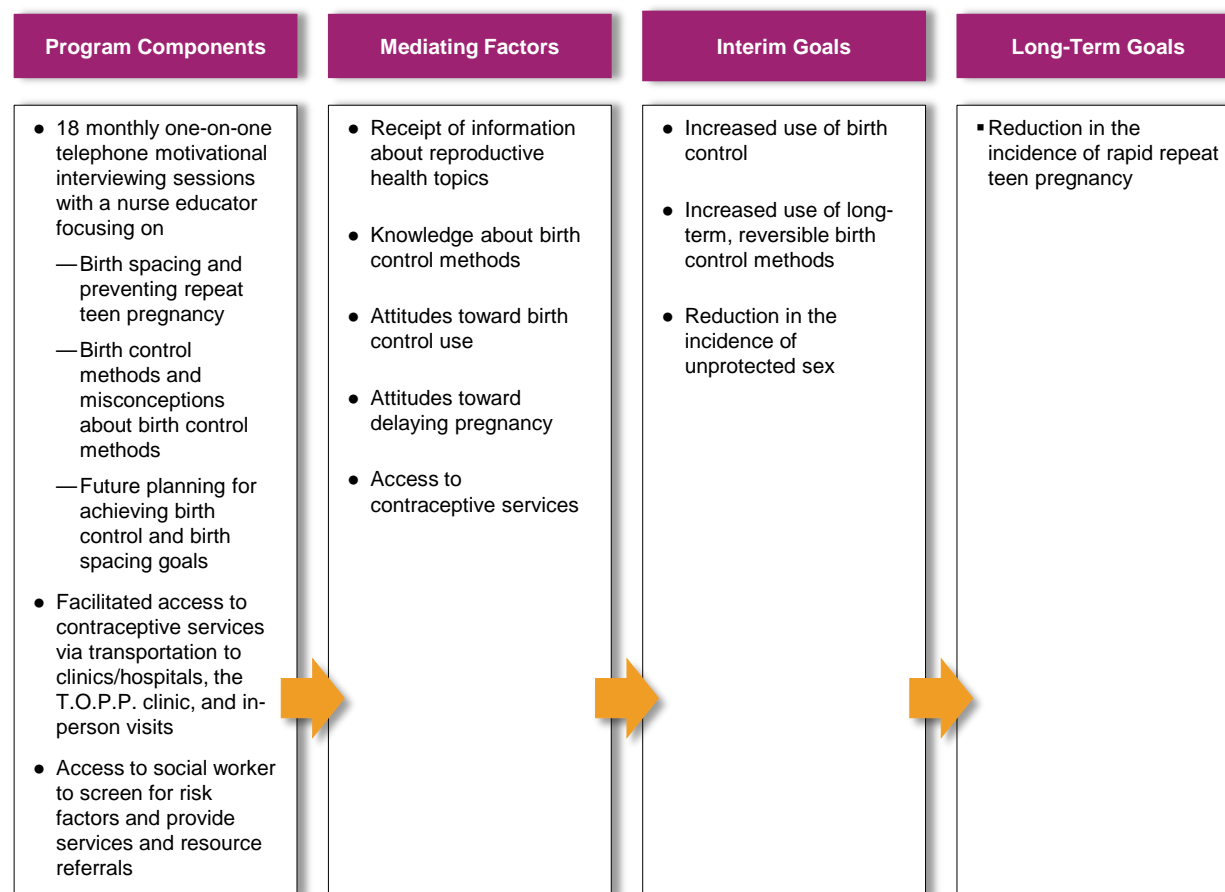 Program Components
● 18 monthly one-on-one
telephone motivational
interviewing sessions
with a nurse educator
focusing on
—Birth spacing and
preventing repeat
teen pregnancy
—Birth control
methods and
misconceptions
about birth control
methods
—Future planning for
achieving birth
control and birth
spacing goals
● Facilitated access to
contraceptive services
via transportation to
clinics/hospitals, the
T.O.P.P. clinic, and in-
person visits
● Access to social worker
to screen for risk
factors and provide
services and resource
referrals
Mediating Factors
● Receipt of information
about reproductive
health topics
● Knowledge about birth
control methods
● Attitudes toward birth
control use
● Attitudes toward
delaying pregnancy
● Access to
contraceptive services
Interim Goals
● Increased use of birth
control
● Increased use of long-
term, reversible birth
control methods
● Reduction in the
incidence of
unprotected sex
Long-Term Goals
▪ Reduction in the
incidence of rapid repeat
teen pregnancy